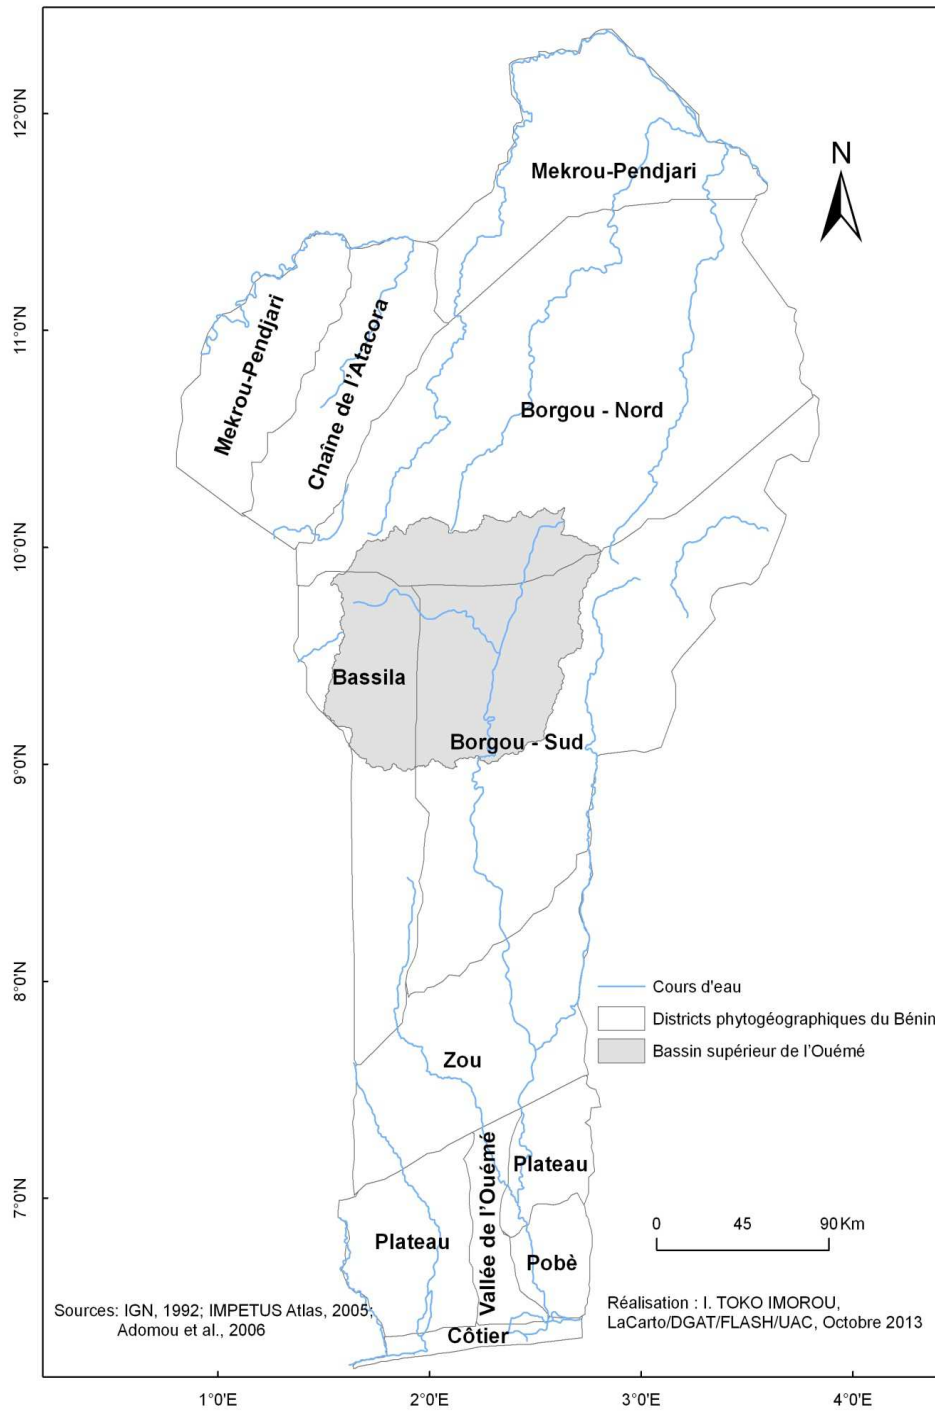 12°0'N
11°0'N
10°0'N
9°0'N
8°0'N
7°0'N
N
Mekrou-Pendjari
Mekrou-Pendjari
Chaîne de l'Atacora
Borgou - Nord
Bassila
Borgou - Sud
Cours d'eau
Districts phytogéographiques du Bénin
Bassin supérieur de l'Ouémé
Zou
Vallée de l'Ouémé
Plateau
Plateau
Pobè
Côtier
0 45 90 Km
Sources: IGN, 1992; IMPETUS Atlas, 2005;
Adomou et al., 2006
Réalisation : I. TOKO IMOROU,
LaCarto/DGAT/FLASH/UAC, Octobre 2013
1°0'E 2°0'E 3°0'E 4°0'E